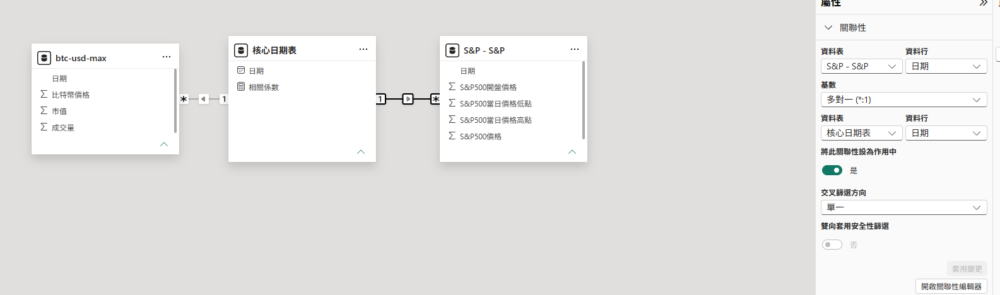 btc-usd-max
日期
比特幣價格
市值
成交量
* 1
核心日期表
日期
相關係數
1 *
S&P - S&P
日期
S&P500開盤價格
S&P500當日價格低點
S&P500當日價格高點
S&P500價格
屬性
關聯性
資料表 資料行
S&P - S&P 日期
基數
多對一 (*:1)
資料表 資料行
核心日期表 日期
將此關聯性設為作用中
是
交叉篩選方向
單一
雙向套用安全性篩選
否
套用變更
開啟關聯性編輯器